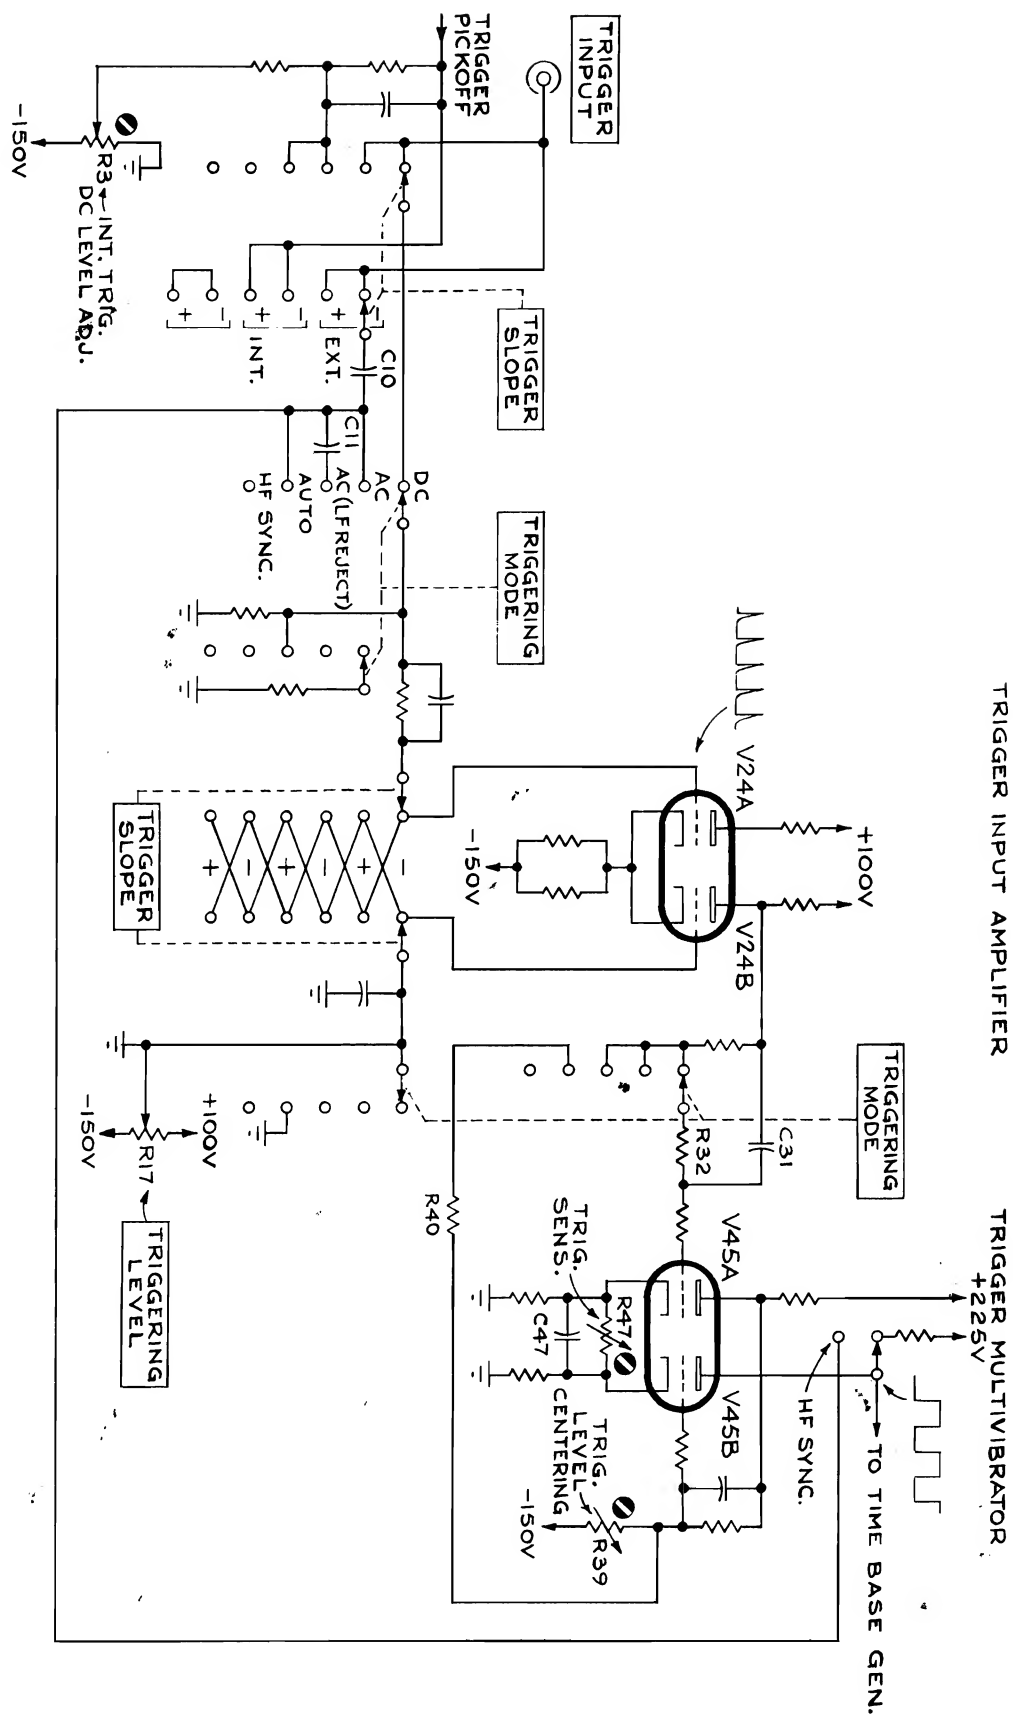 TRIGGER INPUT AMPLIFIER
TRIGGER MULTIVIBRATOR
+225V
TRIGGER
INPUT
TRIGGER
PICKOFF
-150V
R3
INT. TRIG.
DC LEVEL ADJ.
TRIGGER
SLOPE
-
+
EXT.
-
+
INT.
-
+
C10
C11
DC
AC
AC (LF REJECT)
AUTO
HF SYNC.
TRIGGERING
MODE
V24A
V24B
+100V
-150V
TRIGGER
SLOPE
-
+
-
+
-
+
TRIGGERING
MODE
C31
R32
R40
+100V
-150V
R17
TRIGGERING
LEVEL
V45A
V45B
TRIG.
SENS.
R47
C47
TRIG.
LEVEL
CENTERING
R39
-150V
HF SYNC.
TO TIME BASE GEN.